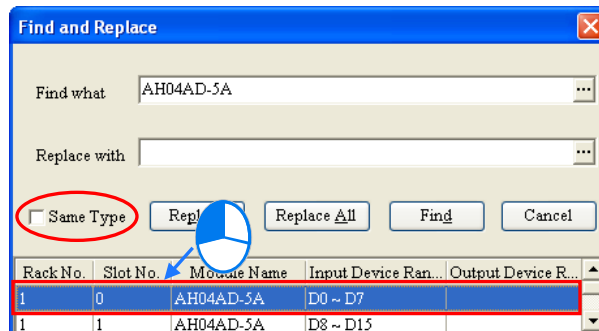 Find and Replace
Find what AH04AD-5A ...
Replace with ...
Same Type Replace All Find Cancel
Rack No. Slot No. Module Name Input Device Ran... Output Device R...
1 0 AH04AD-5A D0 ~ D7
1 1 AH04AD-5A D8 ~ D15